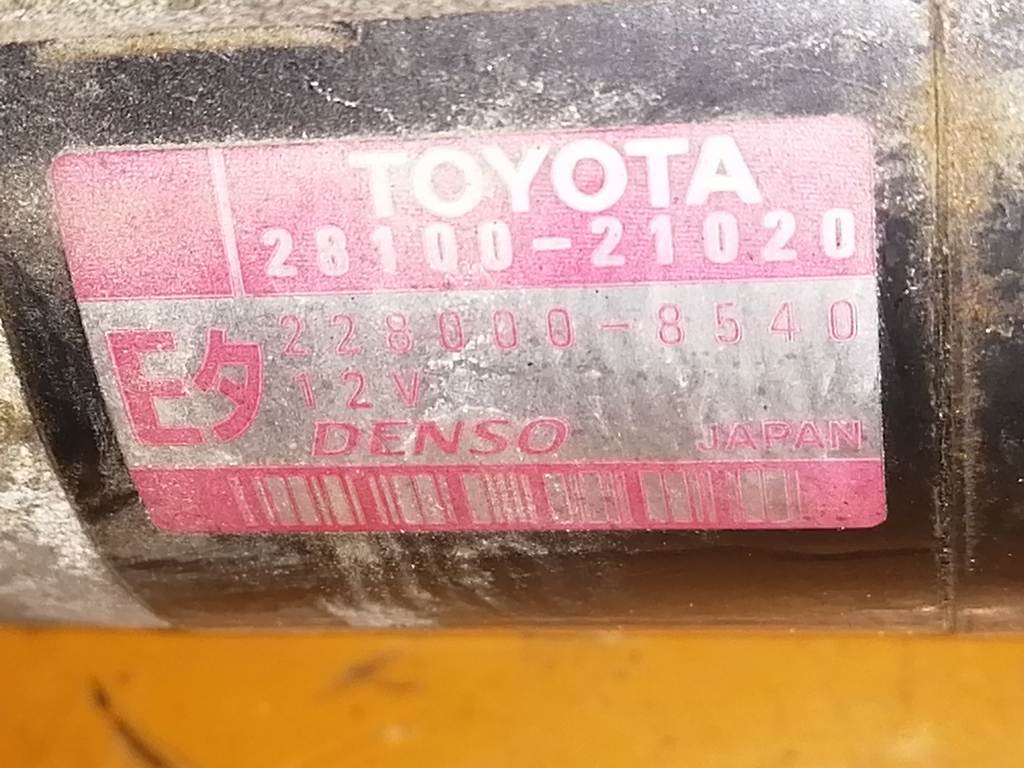 TOYOTA
28100-21020
228000-8540
モタ
12V
DENSO
JAPAN